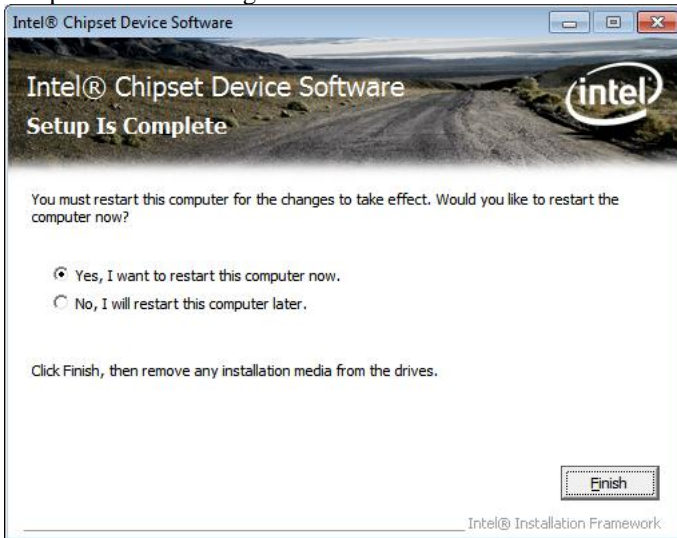 Intel® Chipset Device Software
Intel® Chipset Device Software
intel
Setup Is Complete
You must restart this computer for the changes to take effect. Would you like to restart the
computer now?
Yes, I want to restart this computer now.
No, I will restart this computer later.
Click Finish, then remove any installation media from the drives.
Finish
Intel® Installation Framework